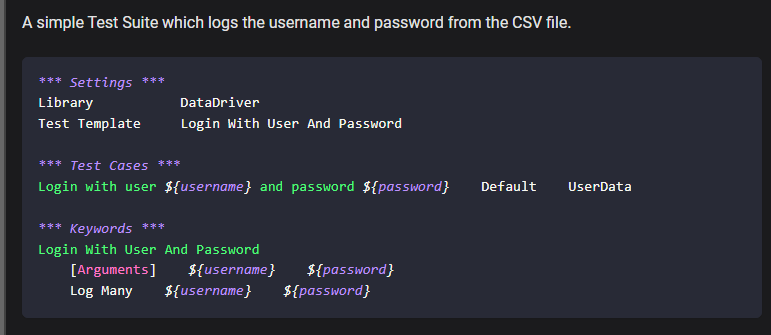 A simple Test Suite which logs the username and password from the CSV file.
*** Settings ***
Library           DataDriver
Test Template     Login With User And Password
*** Test Cases ***
Login with user ${username} and password ${password}    Default    UserData
*** Keywords ***
Login With User And Password
    [Arguments]    ${username}    ${password}
    Log Many    ${username}    ${password}